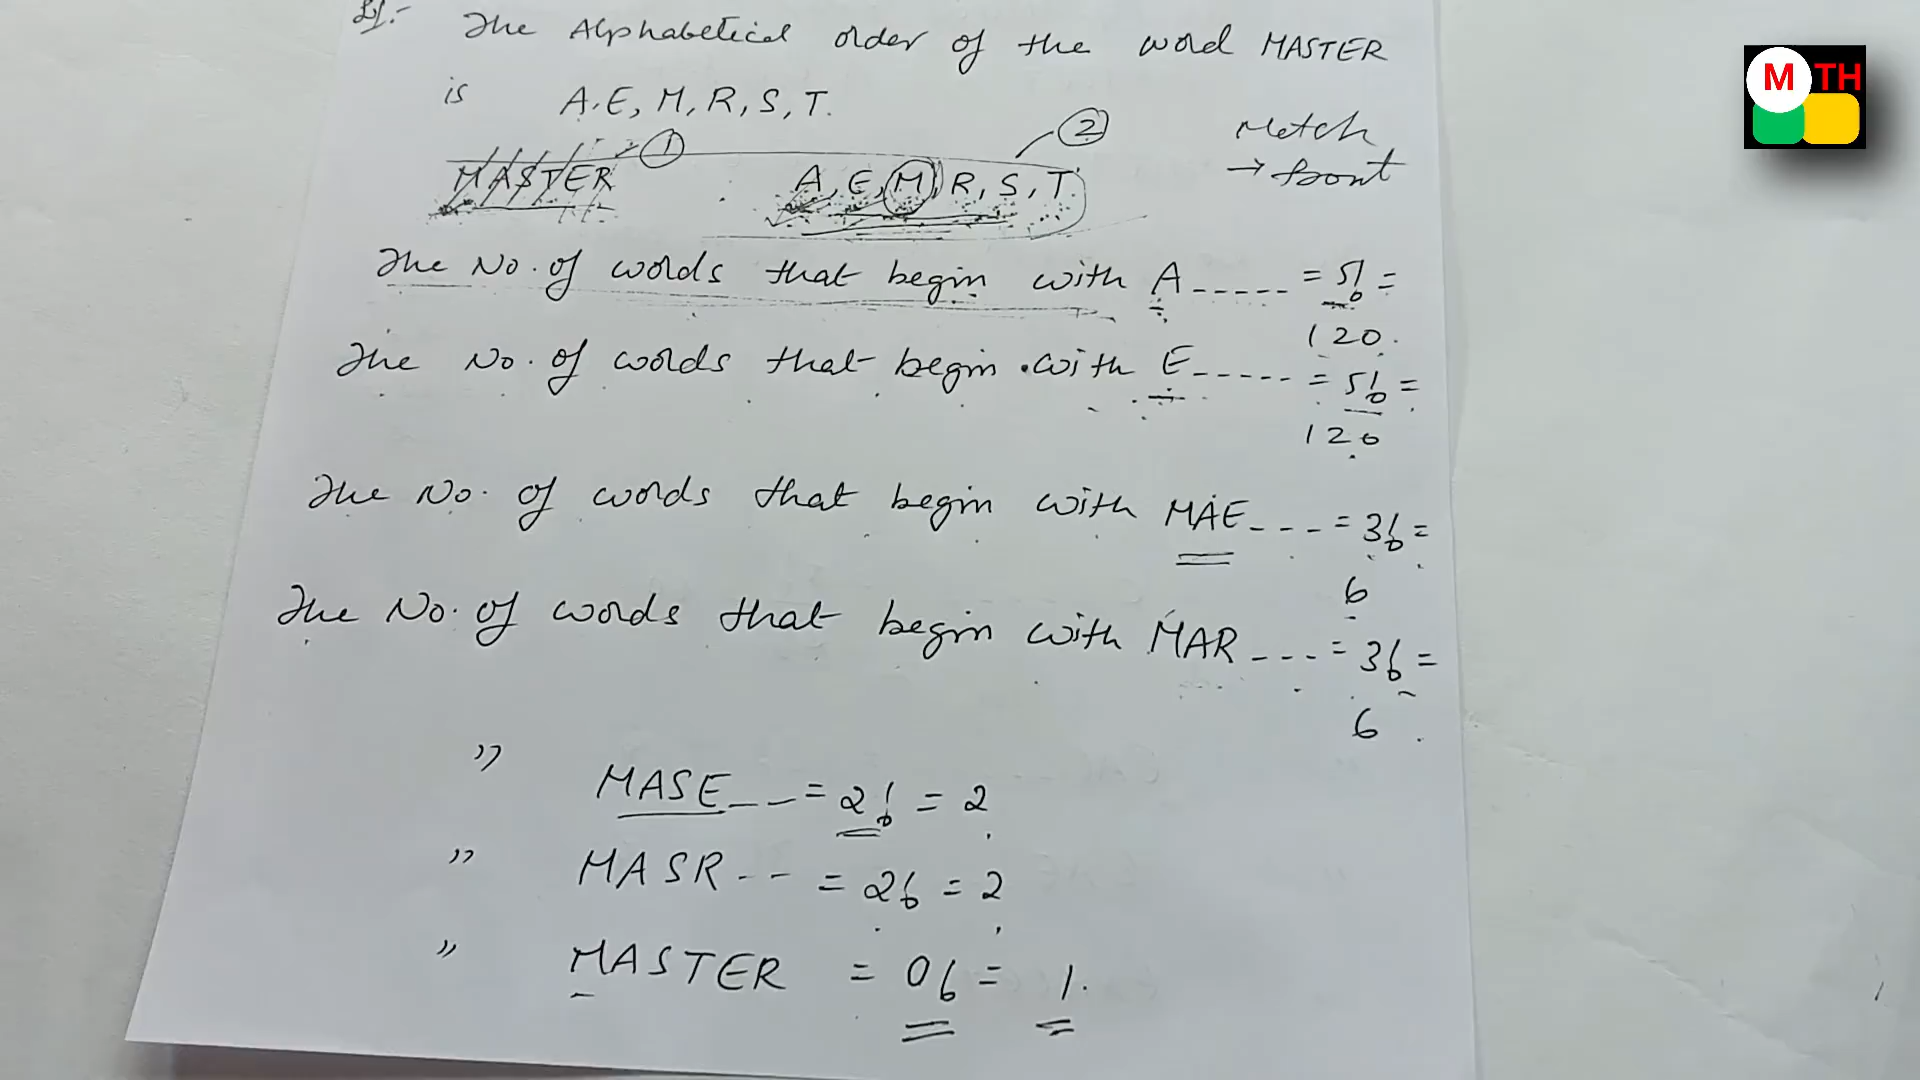 The Alphabetical order of the word MASTER
is A, E, M, R, S, T.
MASTER ① A, E, M, R, S, T. ②
→ front
The No. of words that begin with A ----- = 5! =
120.
The No. of words that begin with E ----- = 5! =
120
The No. of words that begin with MAE --- = 3! =
6
The No. of words that begin with MAR --- = 3! =
6
" MASE -- = 2! = 2
" MASR -- = 2! = 2
" MASTER = 0! = 1.
M TH